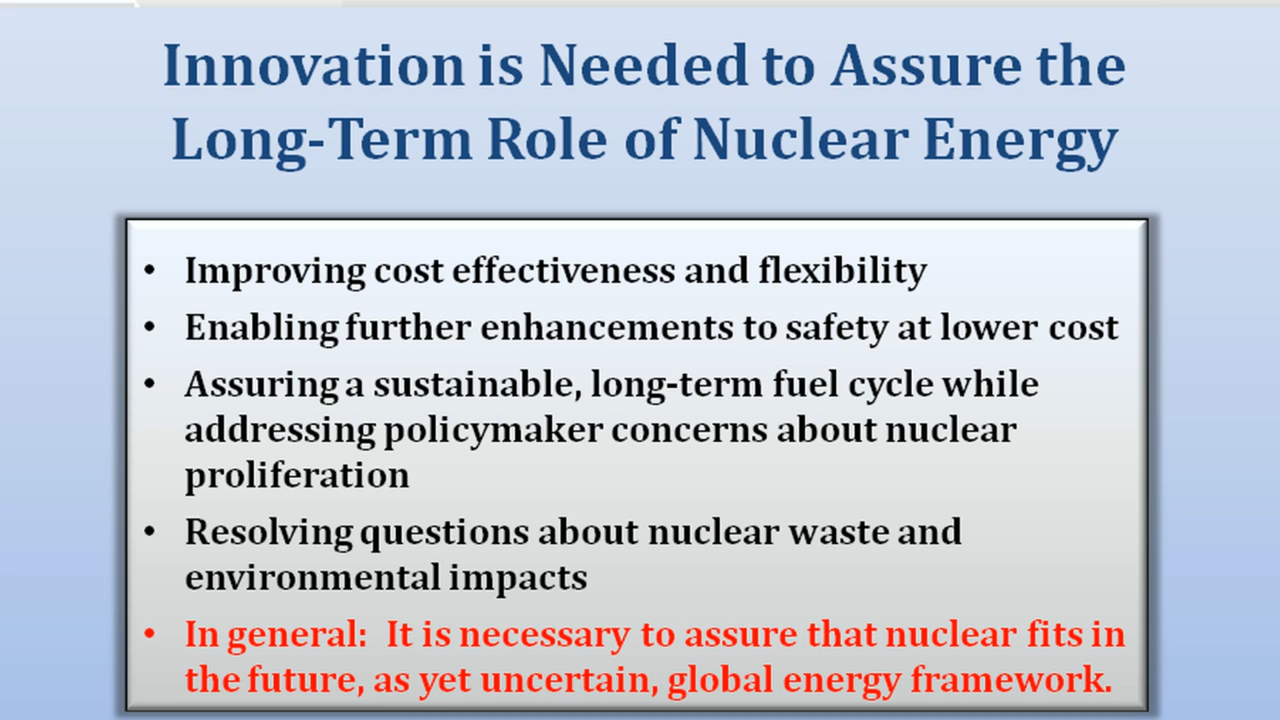 Innovation is Needed to Assure the
Long-Term Role of Nuclear Energy
• Improving cost effectiveness and flexibility
• Enabling further enhancements to safety at lower cost
• Assuring a sustainable, long-term fuel cycle while
addressing policymaker concerns about nuclear
proliferation
• Resolving questions about nuclear waste and
environmental impacts
• In general:  It is necessary to assure that nuclear fits in
the future, as yet uncertain, global energy framework.